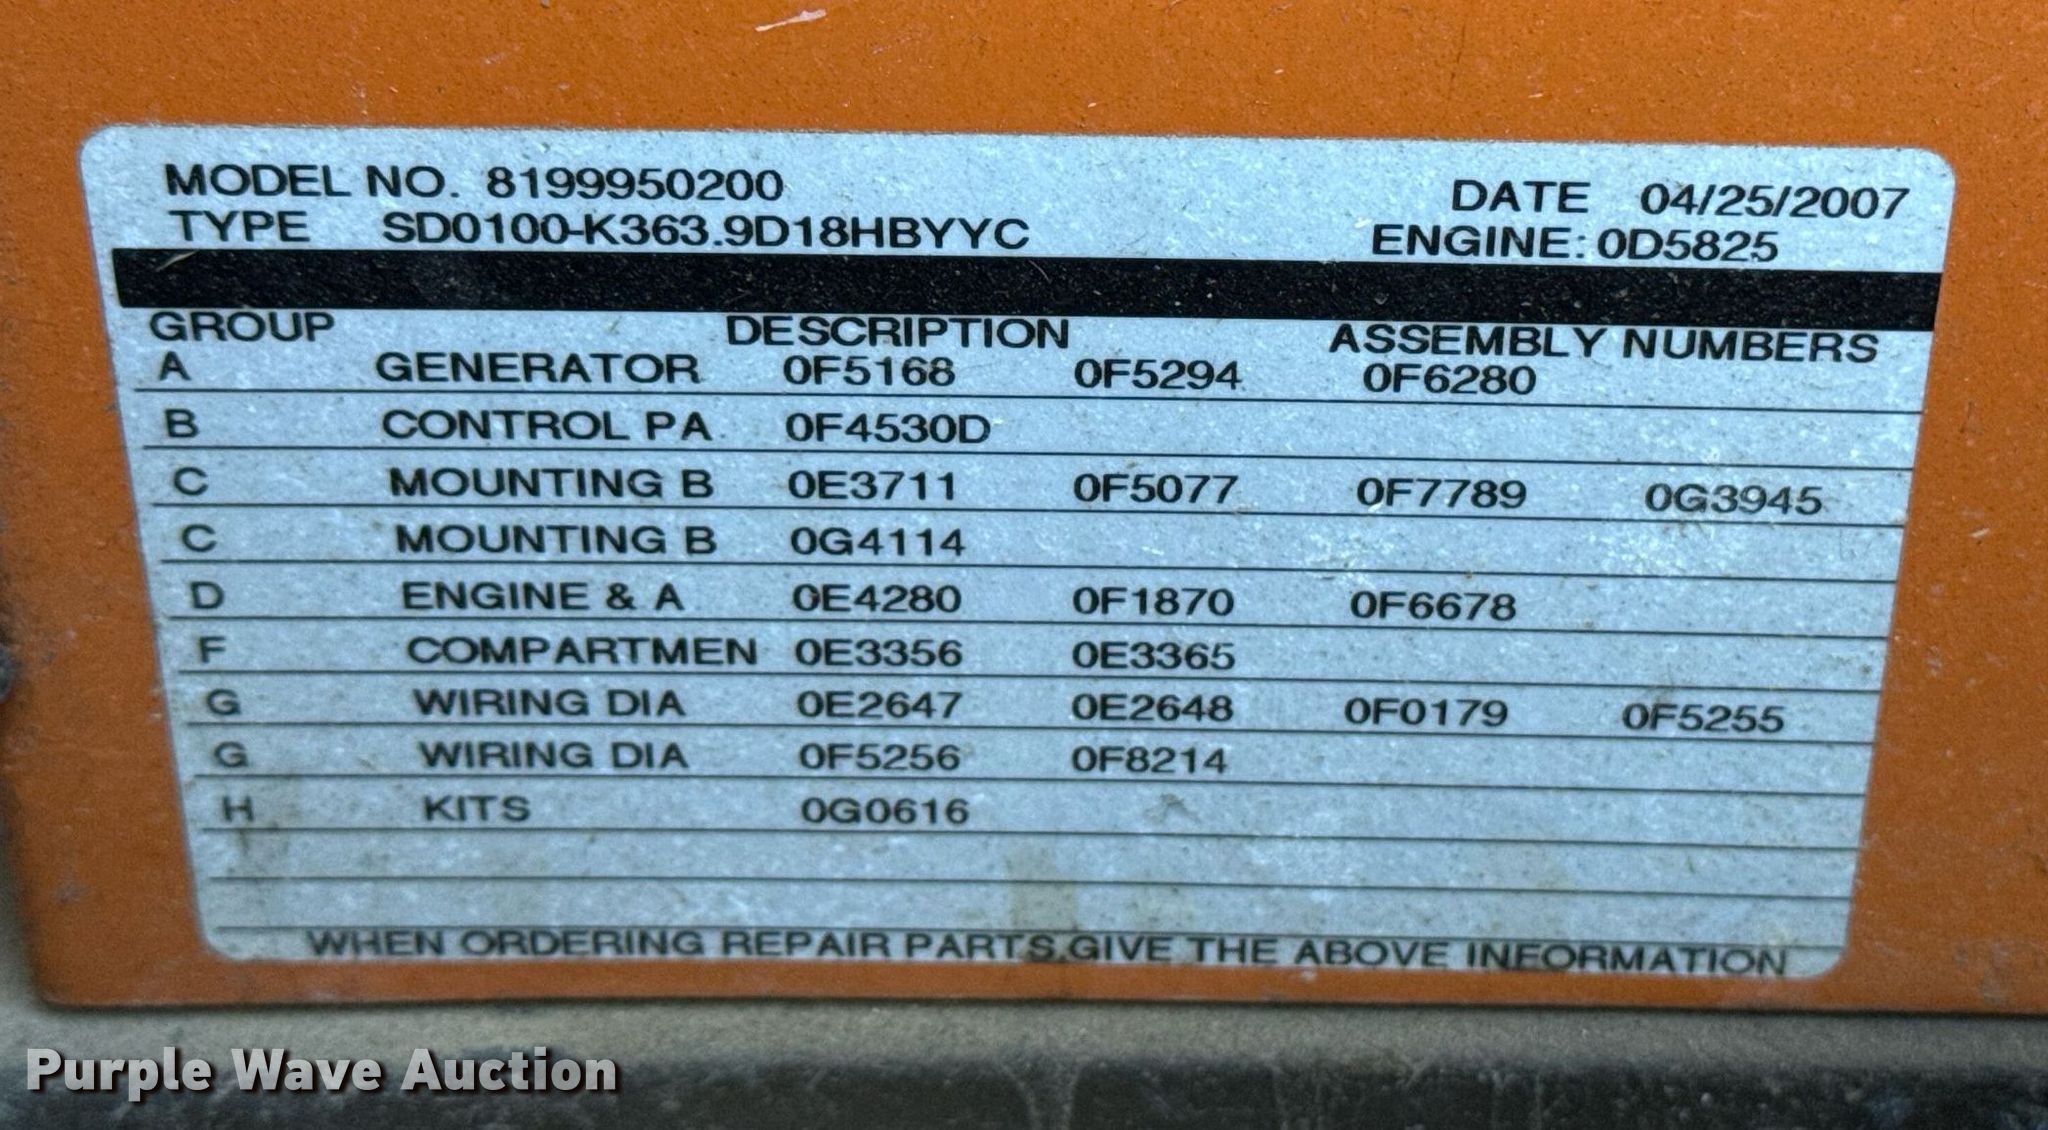 MODEL NO. 8199950200 DATE 04/25/2007
TYPE SD0100-K363.9D18HBYYC ENGINE: 0D5825
GROUP DESCRIPTION ASSEMBLY NUMBERS
A GENERATOR 0F5168 0F5294 0F6280
B CONTROL PA 0F4530D
C MOUNTING B 0E3711 0F5077 0F7789 0G3945
C MOUNTING B 0G4114
D ENGINE & A 0E4280 0F1870 0F6678
F COMPARTMEN 0E3356 0E3365
G WIRING DIA 0E2647 0E2648 0F0179 0F5255
G WIRING DIA 0F5256 0F8214
H KITS 0G0616
WHEN ORDERING REPAIR PARTS,GIVE THE ABOVE INFORMATION
Purple Wave Auction